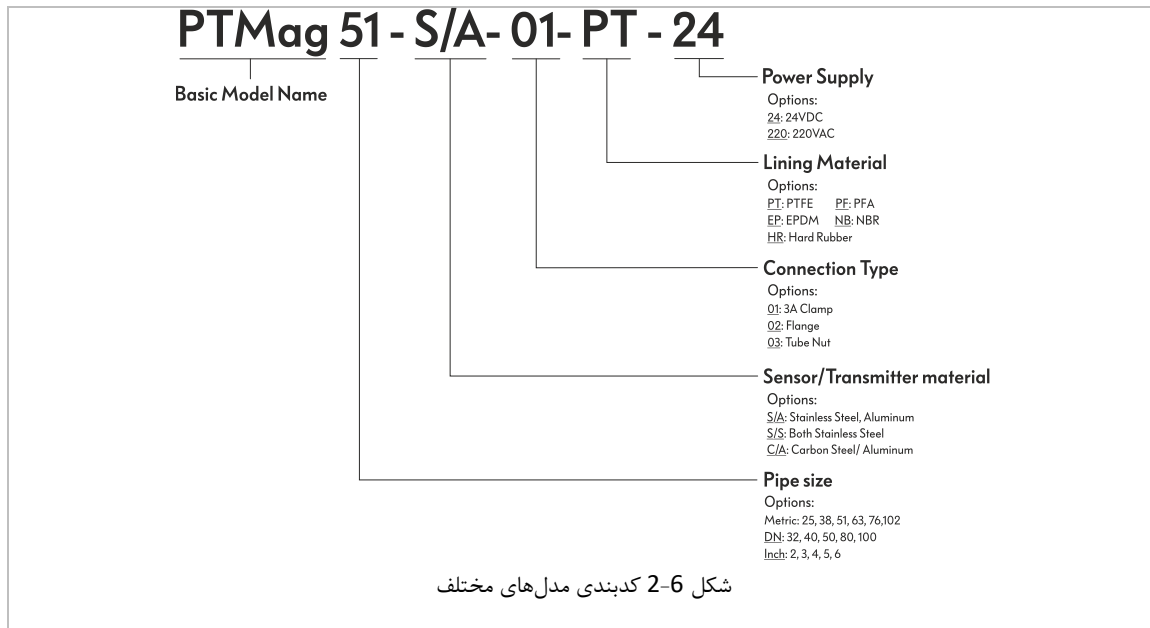 PTMag 51 - S/A- 01- PT - 24
Basic Model Name
Power Supply
Options:
24: 24VDC
220: 220VAC
Lining Material
Options:
PT: PTFE PF: PFA
EP: EPDM NB: NBR
HR: Hard Rubber
Connection Type
Options:
01: 3A Clamp
02: Flange
03: Tube Nut
Sensor/Transmitter material
Options:
S/A: Stainless Steel, Aluminum
S/S: Both Stainless Steel
C/A: Carbon Steel/ Aluminum
Pipe size
Options:
Metric: 25, 38, 51, 63, 76,102
DN: 32, 40, 50, 80, 100
Inch: 2, 3, 4, 5, 6
شکل 6-2 کدبندی مدل‌های مختلف